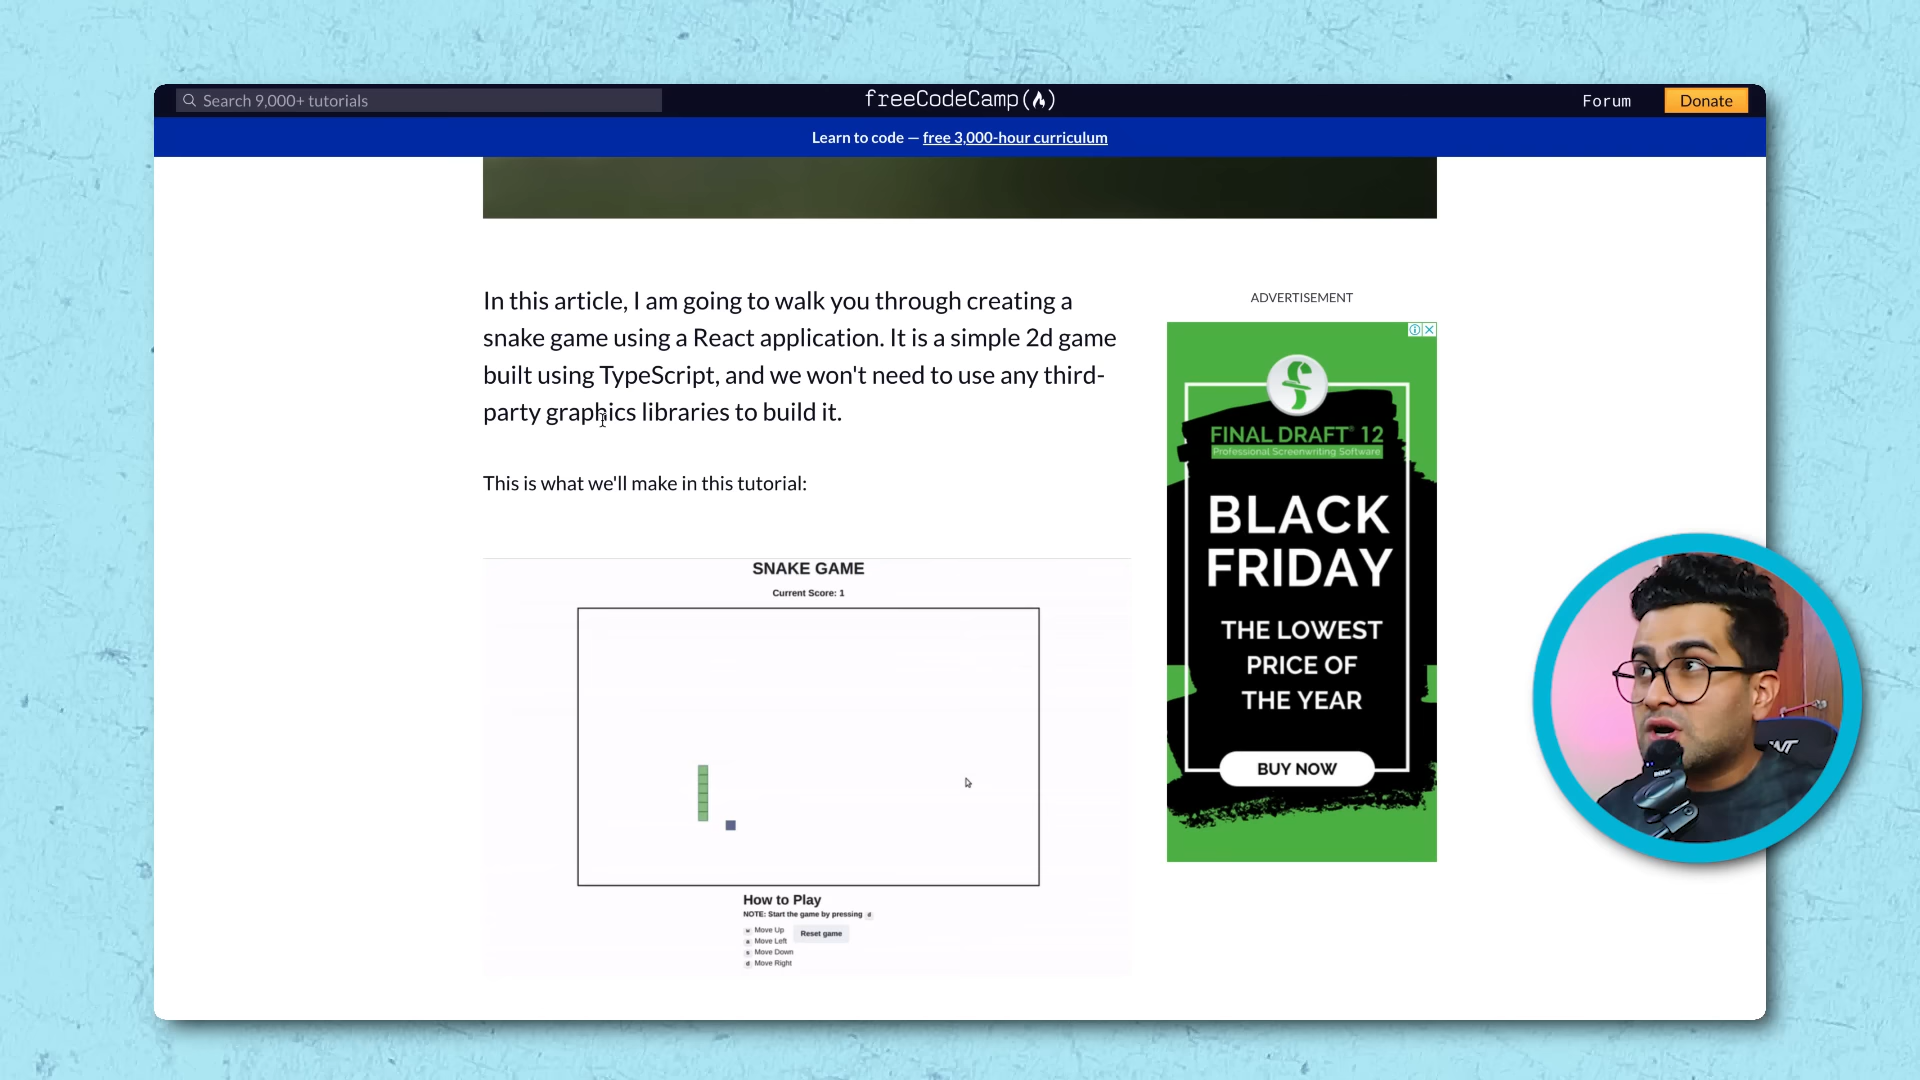 Search 9,000+ tutorials
freeCodeCamp
Forum
Donate
Learn to code — free 3,000-hour curriculum
In this article, I am going to walk you through creating a
snake game using a React application. It is a simple 2d game
built using TypeScript, and we won't need to use any third-
party graphics libraries to build it.
This is what we'll make in this tutorial:
SNAKE GAME
Current Score: 1
How to Play
NOTE: Start the game by pressing d
w Move Up
a Move Left
s Move Down
d Move Right
Reset game
ADVERTISEMENT
FINAL DRAFT® 12
Professional Screenwriting Software
BLACK
FRIDAY
THE LOWEST
PRICE OF
THE YEAR
BUY NOW
RODE